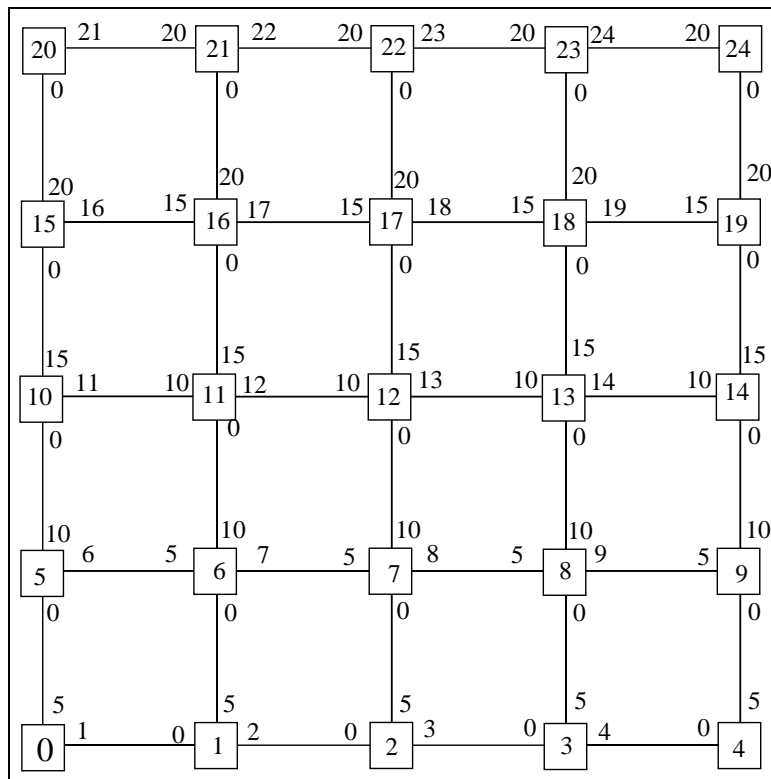 21 20 22 20 23 20 24 20
20 21 22 23 24
0 0 0 0 0
20 20 20 20 20
16 15 17 15 18 15 19 15
15 16 17 18 19
0 0 0 0 0
15 15 15 15 15
11 10 12 10 13 10 14 10
10 11 12 13 14
0 0 0 0 0
10 10 10 10 10
6 5 7 5 8 5 9 5
5 6 7 8 9
0 0 0 0 0
5 5 5 5 5
1 0 2 0 3 0 4 0
0 1 2 3 4